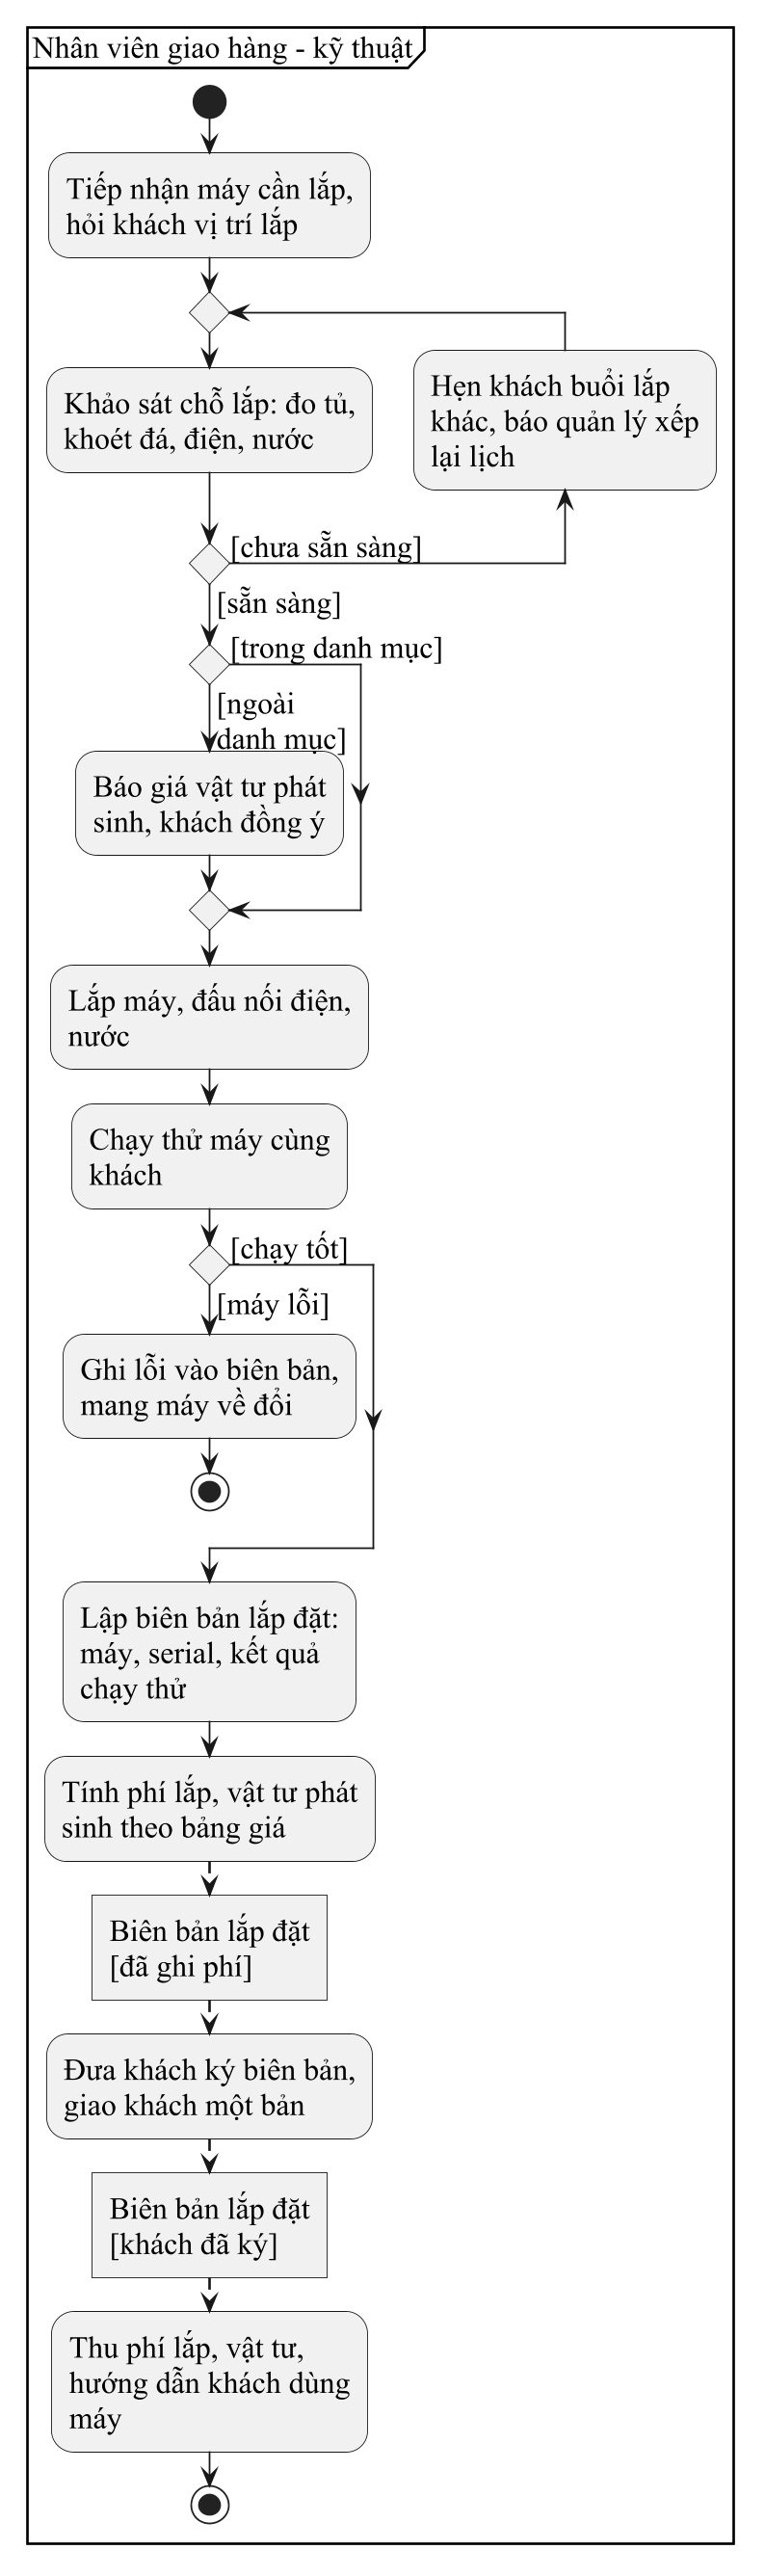 Nhân viên giao hàng - kỹ thuật
Tiếp nhận máy cần lắp,
hỏi khách vị trí lắp
Khảo sát chỗ lắp: đo tủ,
khoét đá, điện, nước
Hẹn khách buổi lắp
khác, báo quản lý xếp
lại lịch
[chưa sẵn sàng]
[sẵn sàng]
[trong danh mục]
[ngoài
danh mục]
Báo giá vật tư phát
sinh, khách đồng ý
Lắp máy, đấu nối điện,
nước
Chạy thử máy cùng
khách
[chạy tốt]
[máy lỗi]
Ghi lỗi vào biên bản,
mang máy về đổi
Lập biên bản lắp đặt:
máy, serial, kết quả
chạy thử
Tính phí lắp, vật tư phát
sinh theo bảng giá
Biên bản lắp đặt
[đã ghi phí]
Đưa khách ký biên bản,
giao khách một bản
Biên bản lắp đặt
[khách đã ký]
Thu phí lắp, vật tư,
hướng dẫn khách dùng
máy